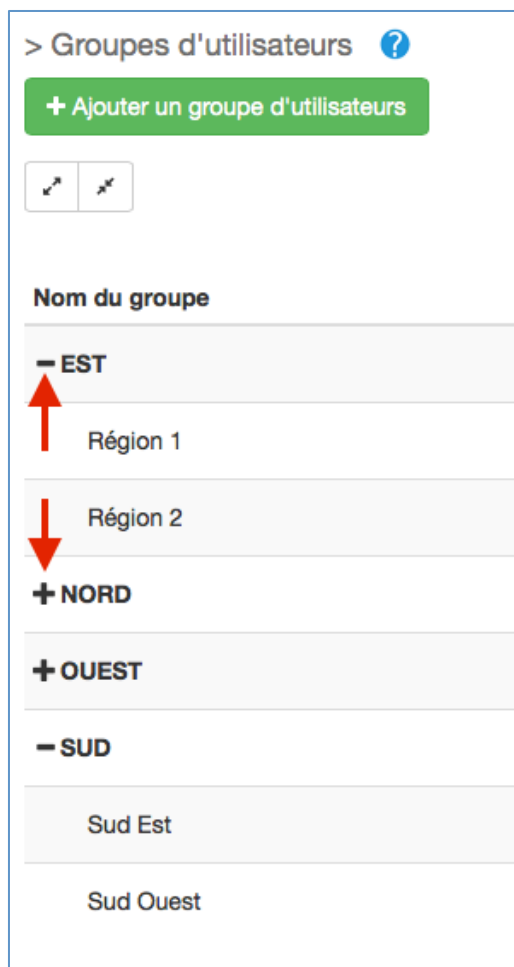 > Groupes d'utilisateurs ?
+ Ajouter un groupe d'utilisateurs
Nom du groupe
− EST
Région 1
Région 2
+ NORD
+ OUEST
− SUD
Sud Est
Sud Ouest